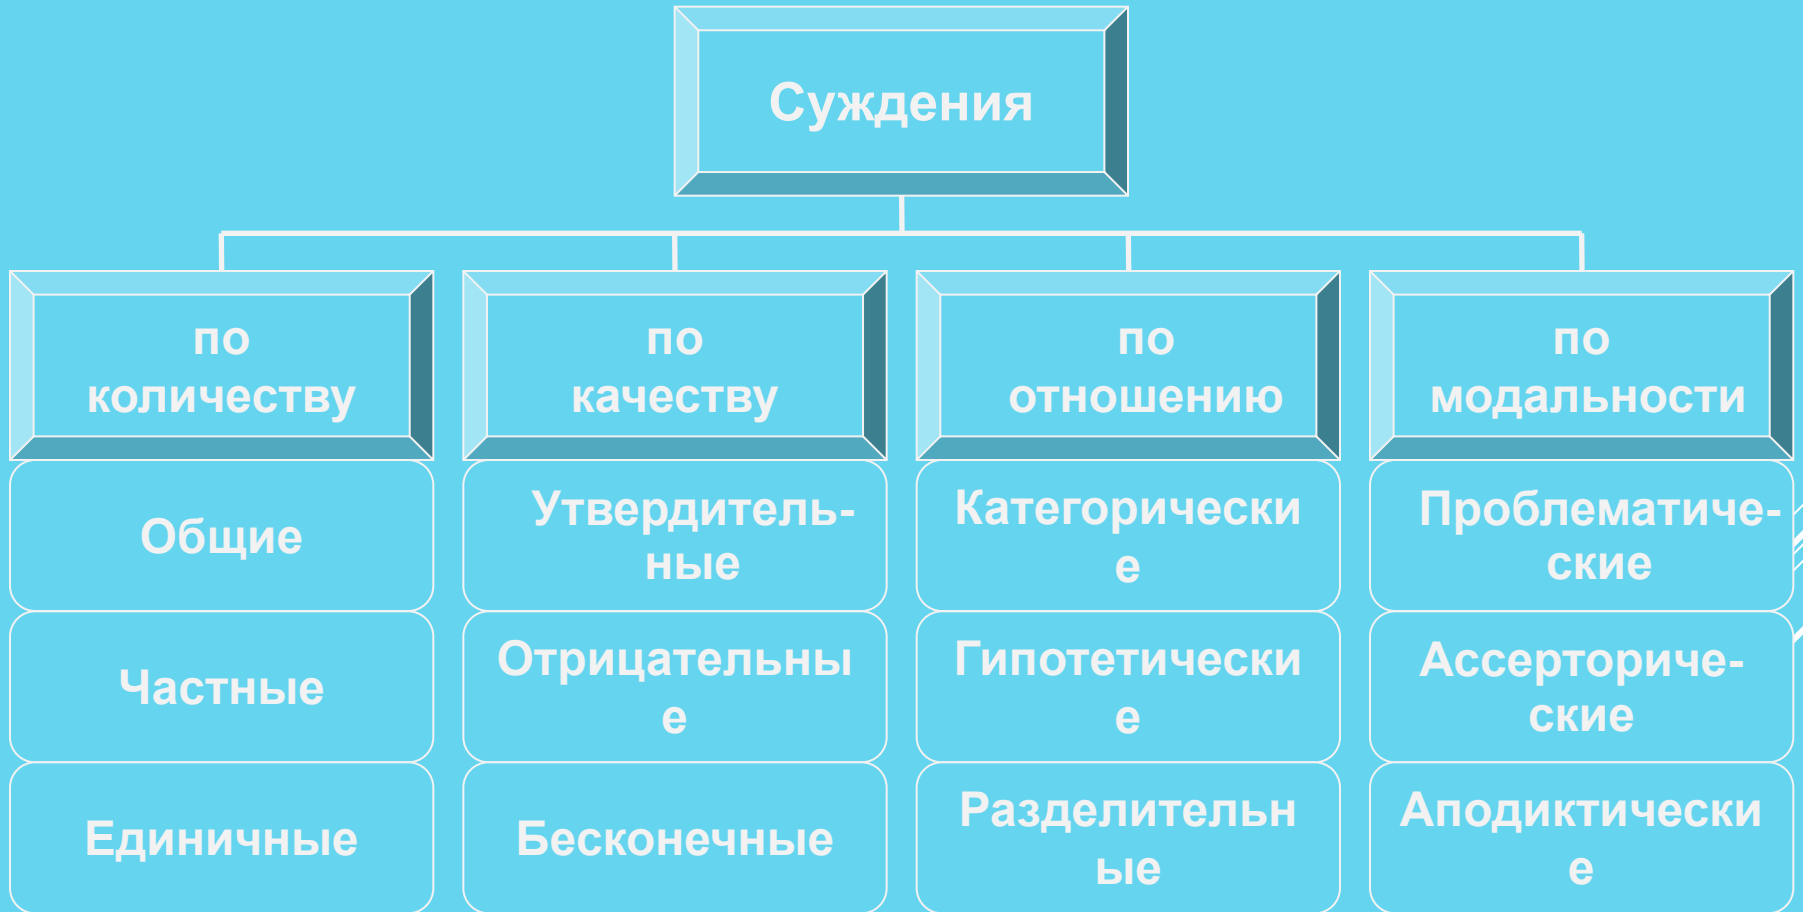 Суждения
по
количеству
по
качеству
по
отношению
по
модальности
Общие
Утвердитель-
ные
Категорически
е
Проблематиче-
ские
Частные
Отрицательны
е
Гипотетически
е
Ассерториче-
ские
Единичные
Бесконечные
Разделительн
ые
Аподиктически
е